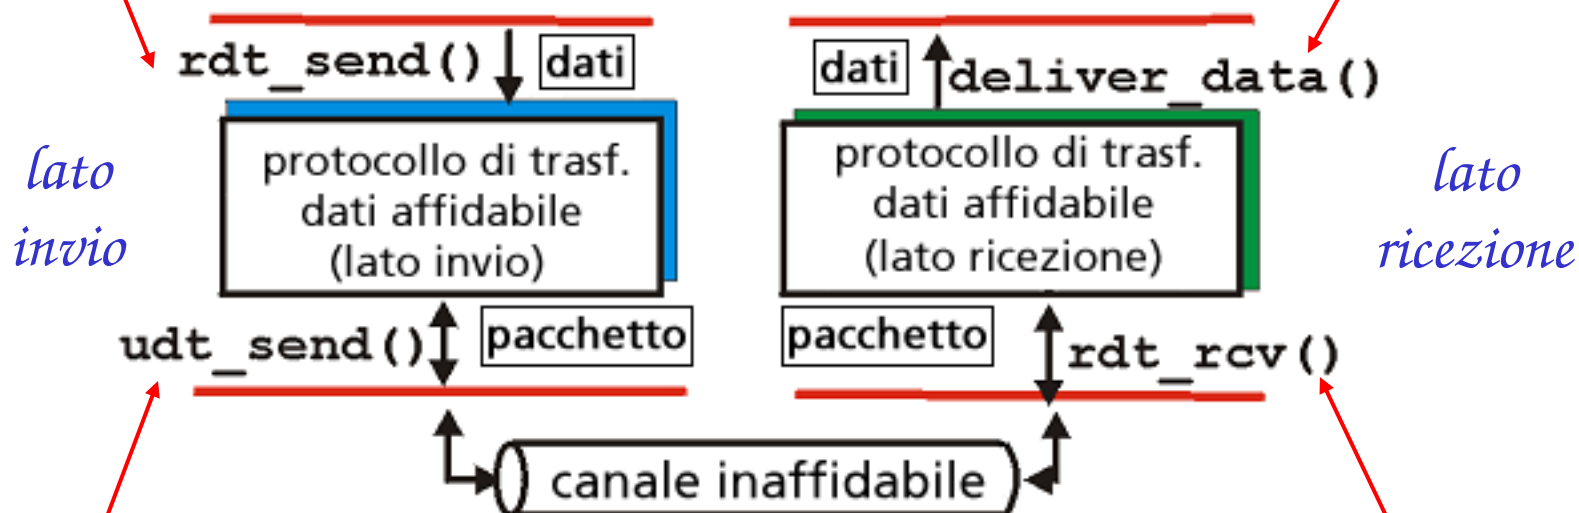 rdt_send()
dati
dati
deliver_data()
lato
invio
protocollo di trasf.
dati affidabile
(lato invio)
protocollo di trasf.
dati affidabile
(lato ricezione)
lato
ricezione
udt_send()
pacchetto
pacchetto
rdt_rcv()
canale inaffidabile